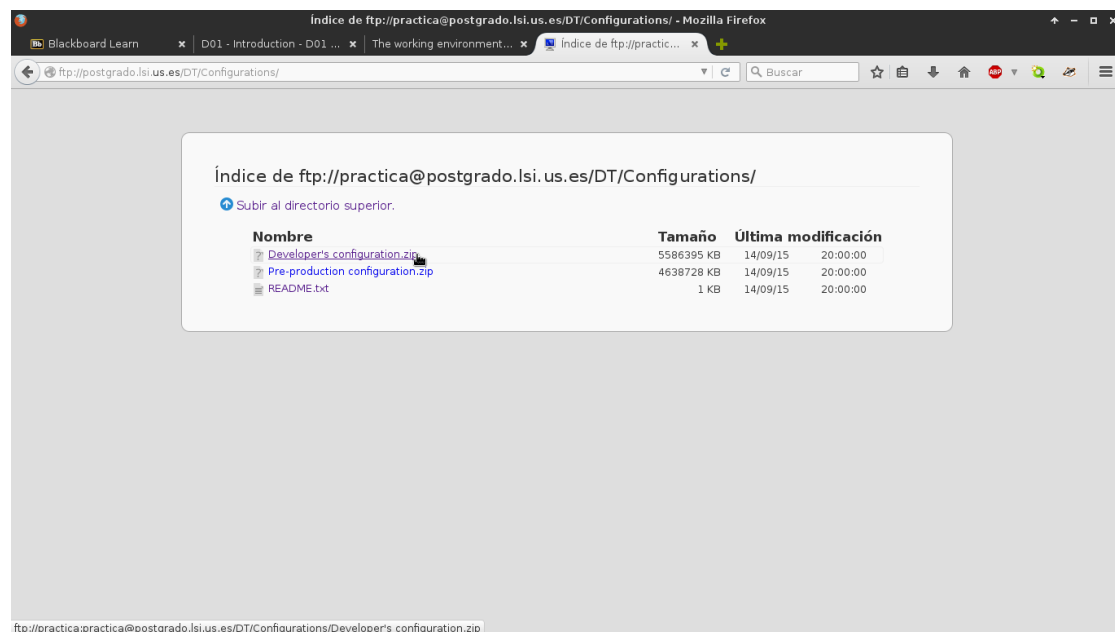 Índice de ftp://practica@postgrado.lsi.us.es/DT/Configurations/ - Mozilla Firefox
Bb Blackboard Learn
D01 - Introduction - D01 ...
The working environment...
Índice de ftp://practic...
ftp://postgrado.lsi.us.es/DT/Configurations/
Buscar
ABP
Índice de ftp://practica@postgrado.lsi.us.es/DT/Configurations/
Subir al directorio superior.
Nombre Tamaño Última modificación
Developer's configuration.zip 5586395 KB 14/09/15 20:00:00
Pre-production configuration.zip 4638728 KB 14/09/15 20:00:00
README.txt 1 KB 14/09/15 20:00:00
ftp://practica:practica@postgrado.lsi.us.es/DT/Configurations/Developer's configuration.zip